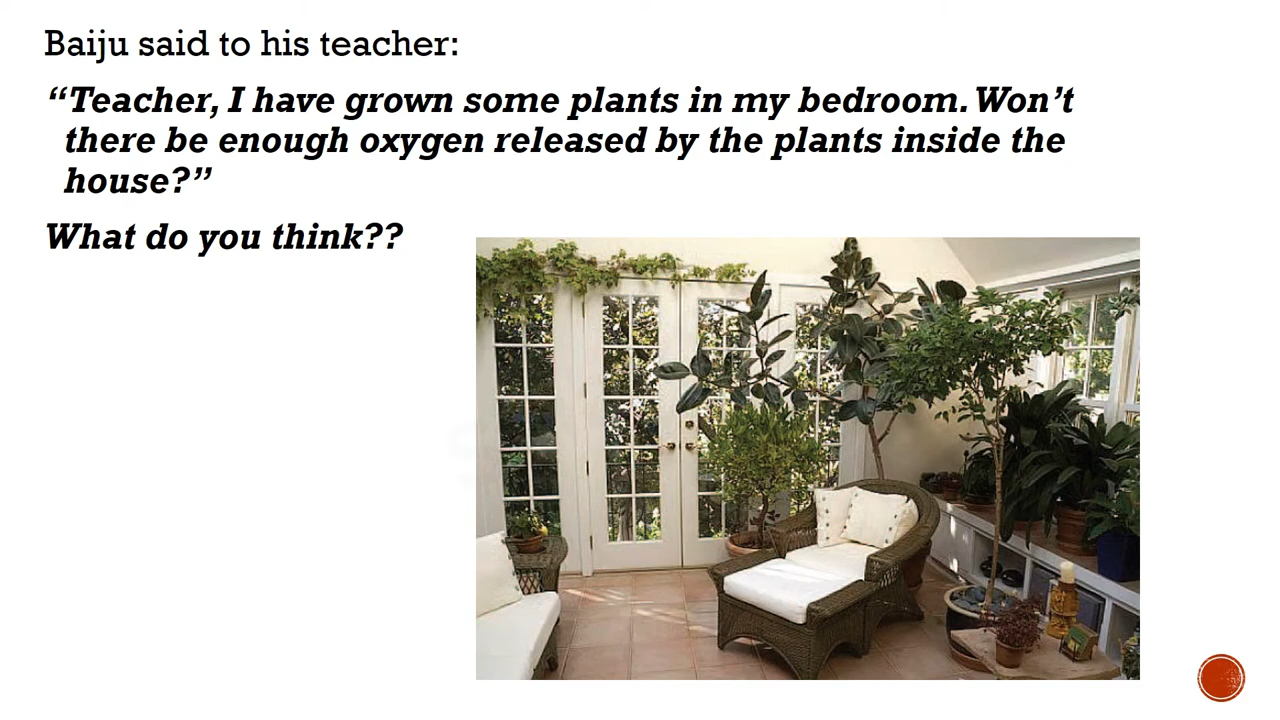 Baiju said to his teacher:
“Teacher, I have grown some plants in my bedroom. Won’t
there be enough oxygen released by the plants inside the
house?”
What do you think??